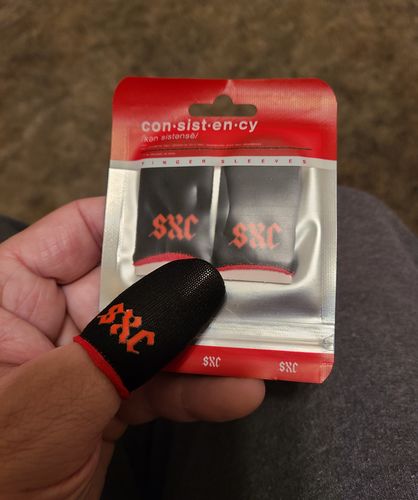 con·sist·en·cy
/kən sistənsē/
FINGER SLEEVES
SXC SXC
SXC
SXC SXC